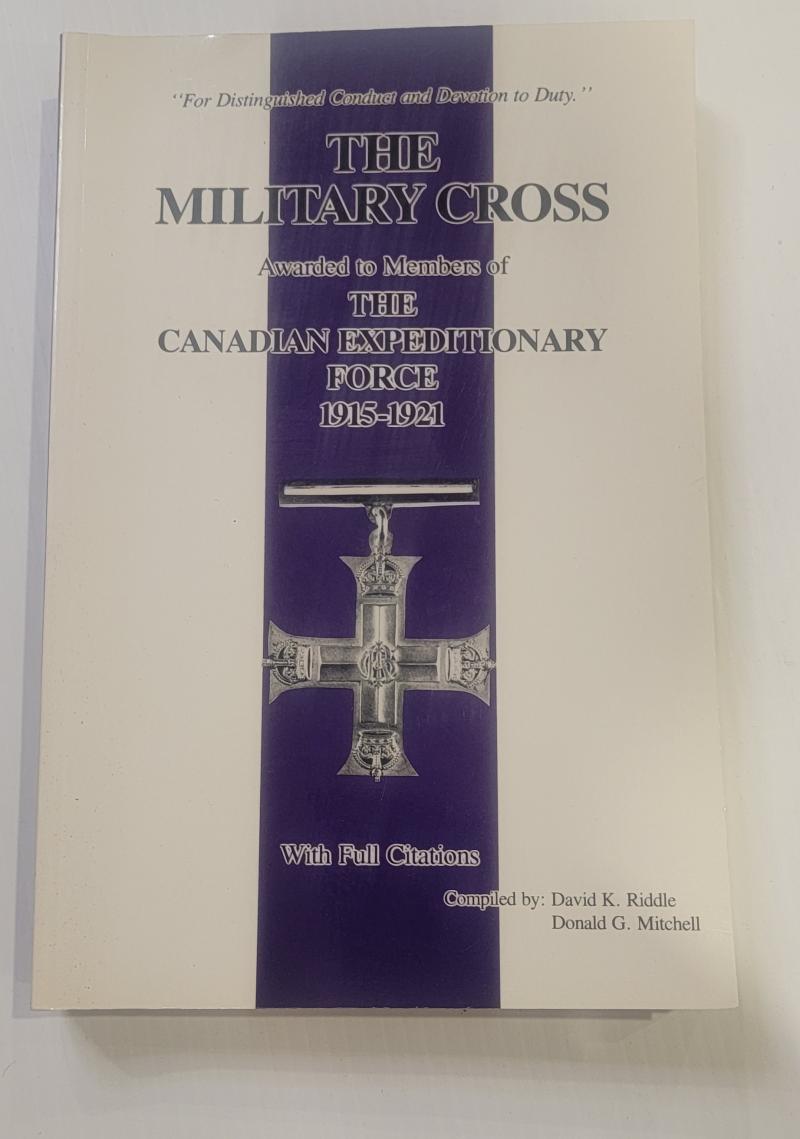 "For Distinguished Conduct and Devotion to Duty."
THE
MILITARY CROSS
Awarded to Members of
THE
CANADIAN EXPEDITIONARY
FORCE
1915-1921
With Full Citations
Compiled by: David K. Riddle
Donald G. Mitchell